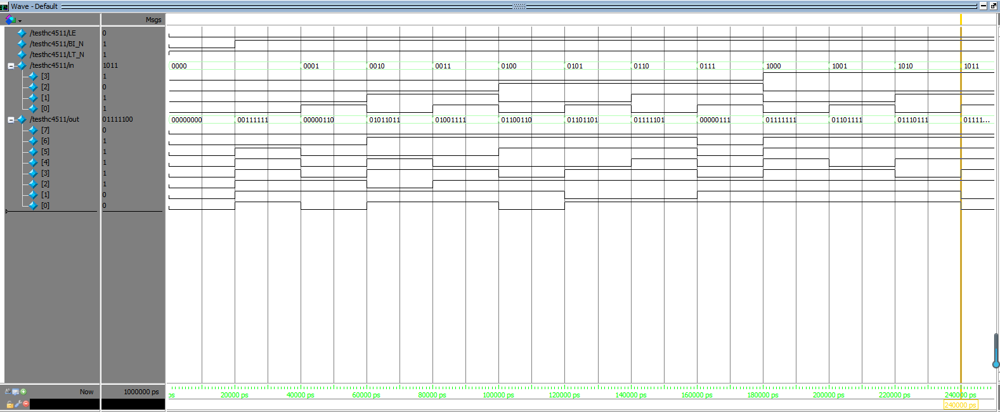 Wave - Default
Msgs
/testhc4511/LE 0
/testhc4511/BI_N 1
/testhc4511/LT_N 1
/testhc4511/in 1011 0000 0001 0010 0011 0100 0101 0110 0111 1000 1001 1010 1011
[3] 1
[2] 0
[1] 1
[0] 1
/testhc4511/out 01111100 00000000 00111111 00000110 01011011 01001111 01100110 01101101 01111101 00000111 01111111 01101111 01110111 01111...
[7] 0
[6] 1
[5] 1
[4] 1
[3] 1
[2] 1
[1] 0
[0] 0
Now 1000000 ps
ps 20000 ps 40000 ps 60000 ps 80000 ps 100000 ps 120000 ps 140000 ps 160000 ps 180000 ps 200000 ps 220000 ps 240000 ps
240000 ps